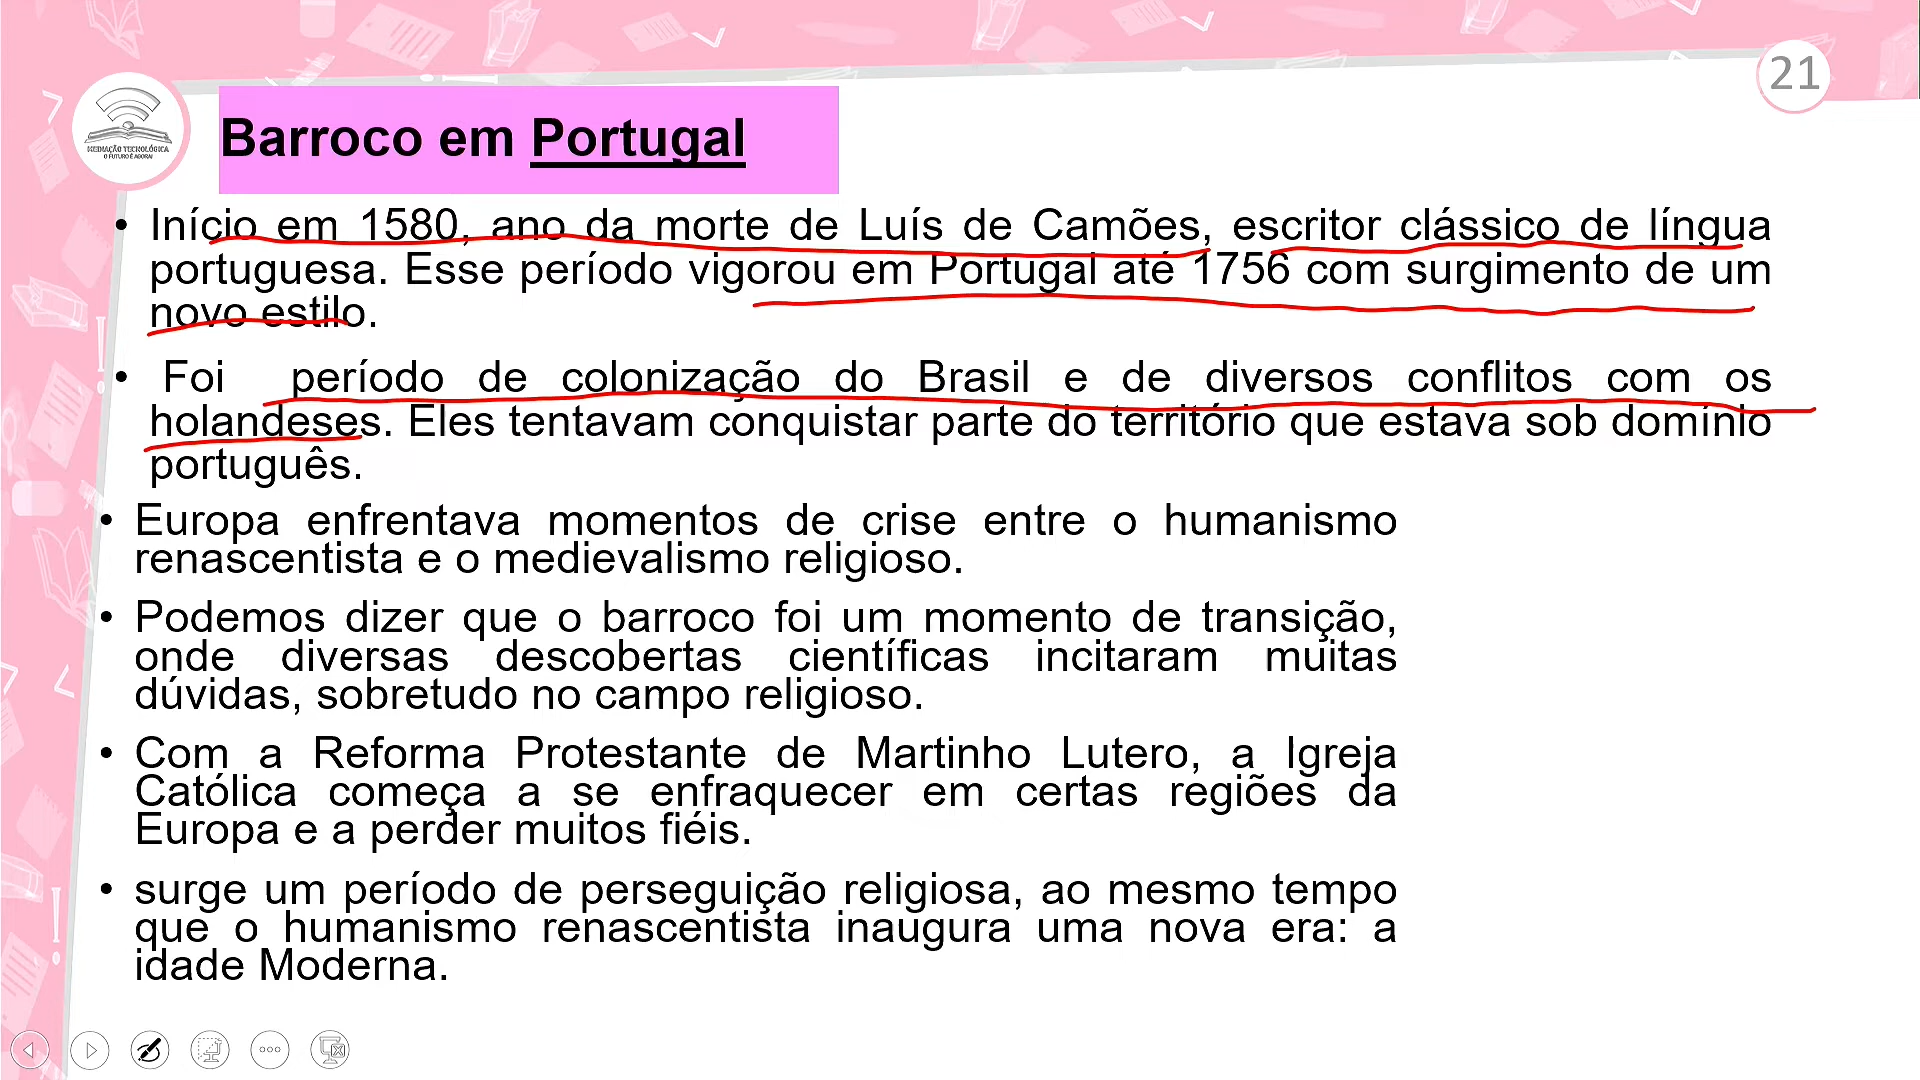 21
MEDIAÇÃO TECNOLÓGICA
O FUTURO É AGORA!
Barroco em Portugal
• Início em 1580, ano da morte de Luís de Camões, escritor clássico de língua
portuguesa. Esse período vigorou em Portugal até 1756 com surgimento de um
novo estilo.
• Foi período de colonização do Brasil e de diversos conflitos com os
holandeses. Eles tentavam conquistar parte do território que estava sob domínio
português.
• Europa enfrentava momentos de crise entre o humanismo
renascentista e o medievalismo religioso.
• Podemos dizer que o barroco foi um momento de transição,
onde diversas descobertas científicas incitaram muitas
dúvidas, sobretudo no campo religioso.
• Com a Reforma Protestante de Martinho Lutero, a Igreja
Católica começa a se enfraquecer em certas regiões da
Europa e a perder muitos fiéis.
• surge um período de perseguição religiosa, ao mesmo tempo
que o humanismo renascentista inaugura uma nova era: a
idade Moderna.